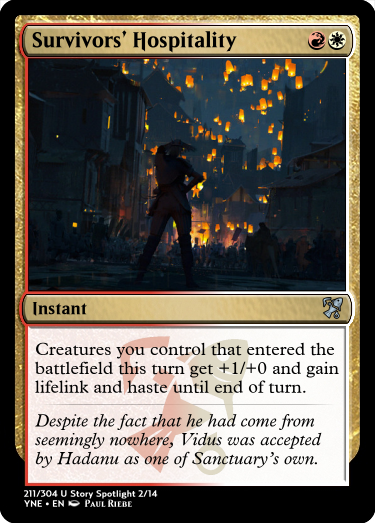 Survivors' Hospitality
Instant
Creatures you control that entered the
battlefield this turn get +1/+0 and gain
lifelink and haste until end of turn.
Despite the fact that he had come from
seemingly nowhere, Vidus was accepted
by Hadanu as one of Sanctuary's own.
211/304 U Story Spotlight 2/14
YNE • EN Paul Riebe